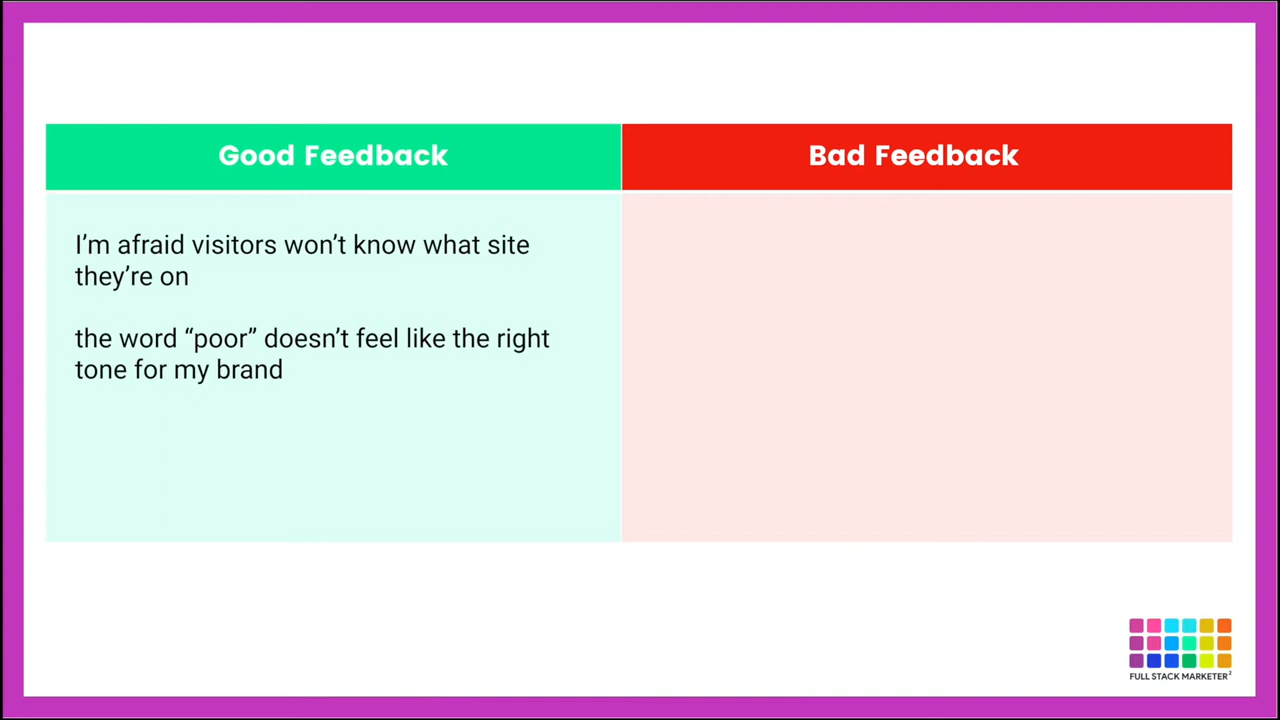 Good Feedback
Bad Feedback
I’m afraid visitors won’t know what site
they’re on
the word “poor” doesn’t feel like the right
tone for my brand
FULL STACK MARKETER²